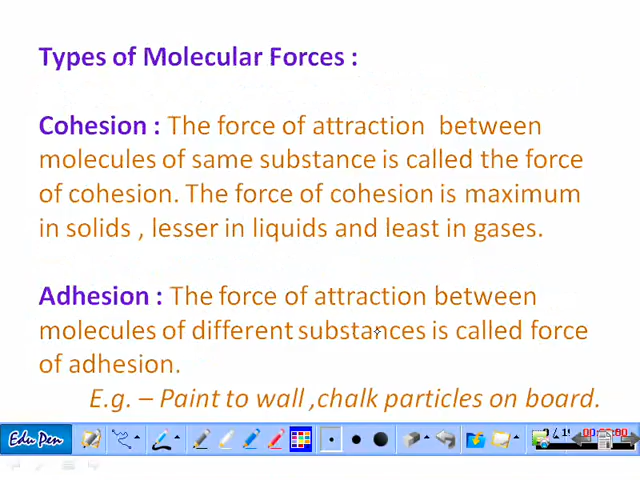 Types of Molecular Forces :
Cohesion : The force of attraction between
molecules of same substance is called the force
of cohesion. The force of cohesion is maximum
in solids , lesser in liquids and least in gases.
Adhesion : The force of attraction between
molecules of different substances is called force
of adhesion.
E.g. – Paint to wall ,chalk particles on board.
Edu Pen